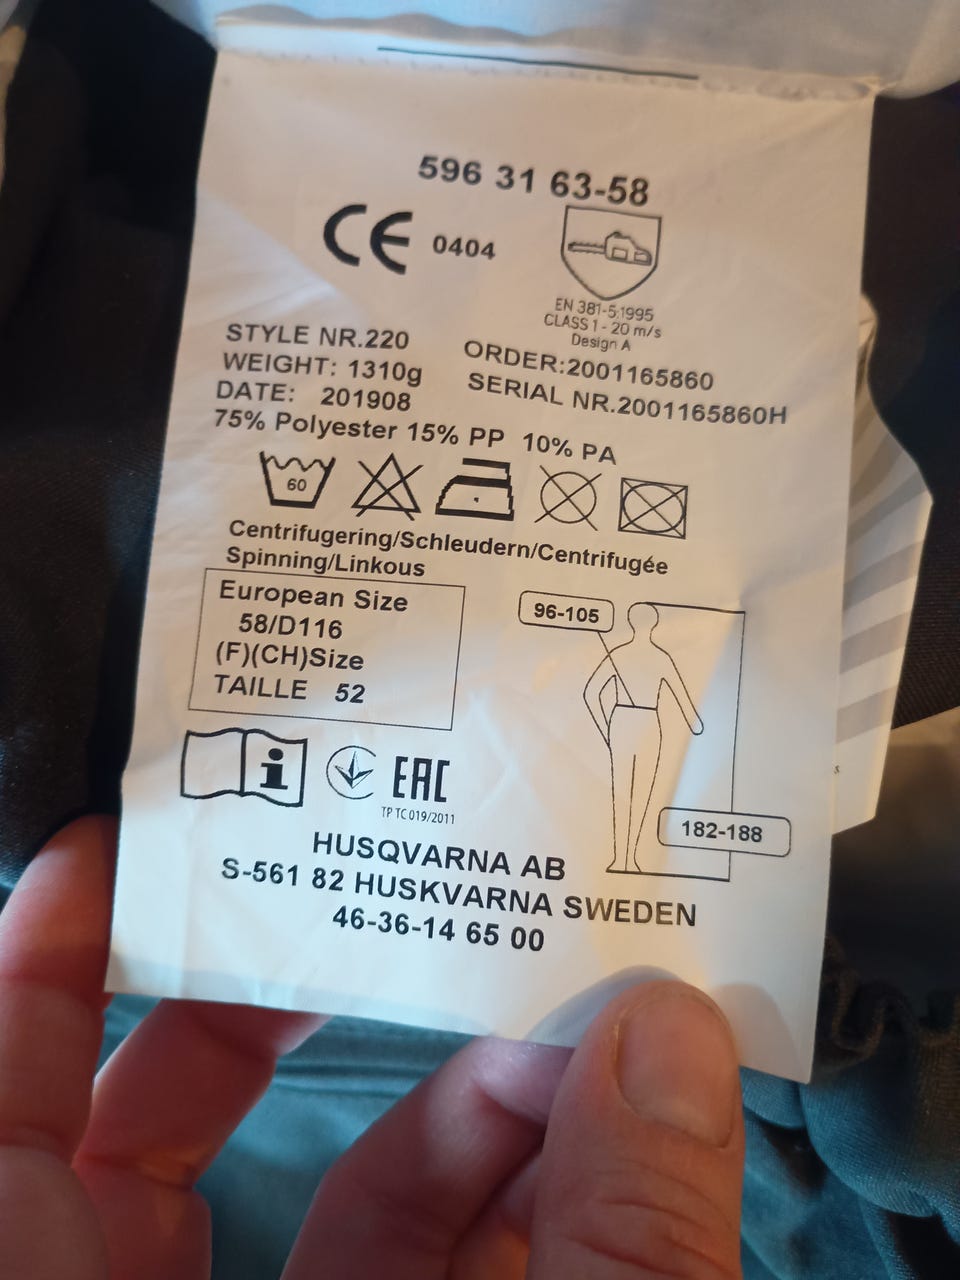 596 31 63-58
CE 0404
EN 381-5:1995
CLASS 1 - 20 m/s
Design A
STYLE NR.220
WEIGHT: 1310g
DATE: 201908
ORDER:2001165860
SERIAL NR.2001165860H
75% Polyester 15% PP 10% PA
60
Centrifugering/Schleudern/Centrifugée
Spinning/Linkous
European Size
58/D116
(F)(CH)Size
TAILLE 52
96-105
182-188
i
EAC
TP TC 019/2011
HUSQVARNA AB
S-561 82 HUSKVARNA SWEDEN
46-36-14 65 00